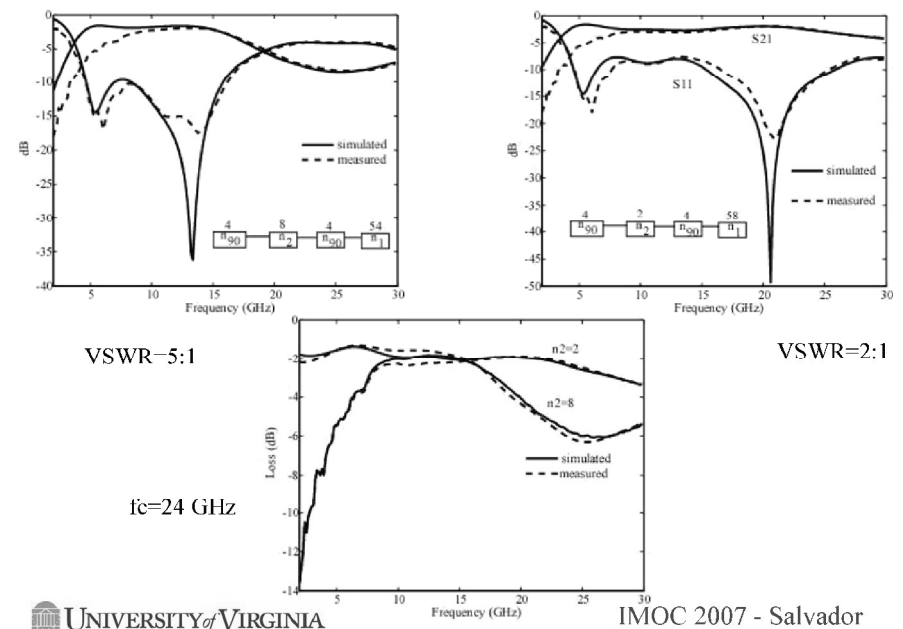 0
-5
-10
-15
-20
-25
-30
-35
-40
dB
simulated
measured
4 8 4 54
n90 n2 n90 n1
5 10 15 20 25 30
Frequency (GHz)
VSWR=5:1
0
-5
-10
-15
-20
-25
-30
-35
-40
-45
-50
dB
S21
S11
simulated
measured
4 2 4 58
n90 n2 n90 n1
5 10 15 20 25 30
Frequency (GHz)
VSWR=2:1
0
-2
-4
-6
-8
-10
-12
-14
Loss (dB)
n2=2
n2=8
simulated
measured
5 10 15 20 25 30
Frequency (GHz)
fc=24 GHz
UNIVERSITY of VIRGINIA
IMOC 2007 - Salvador